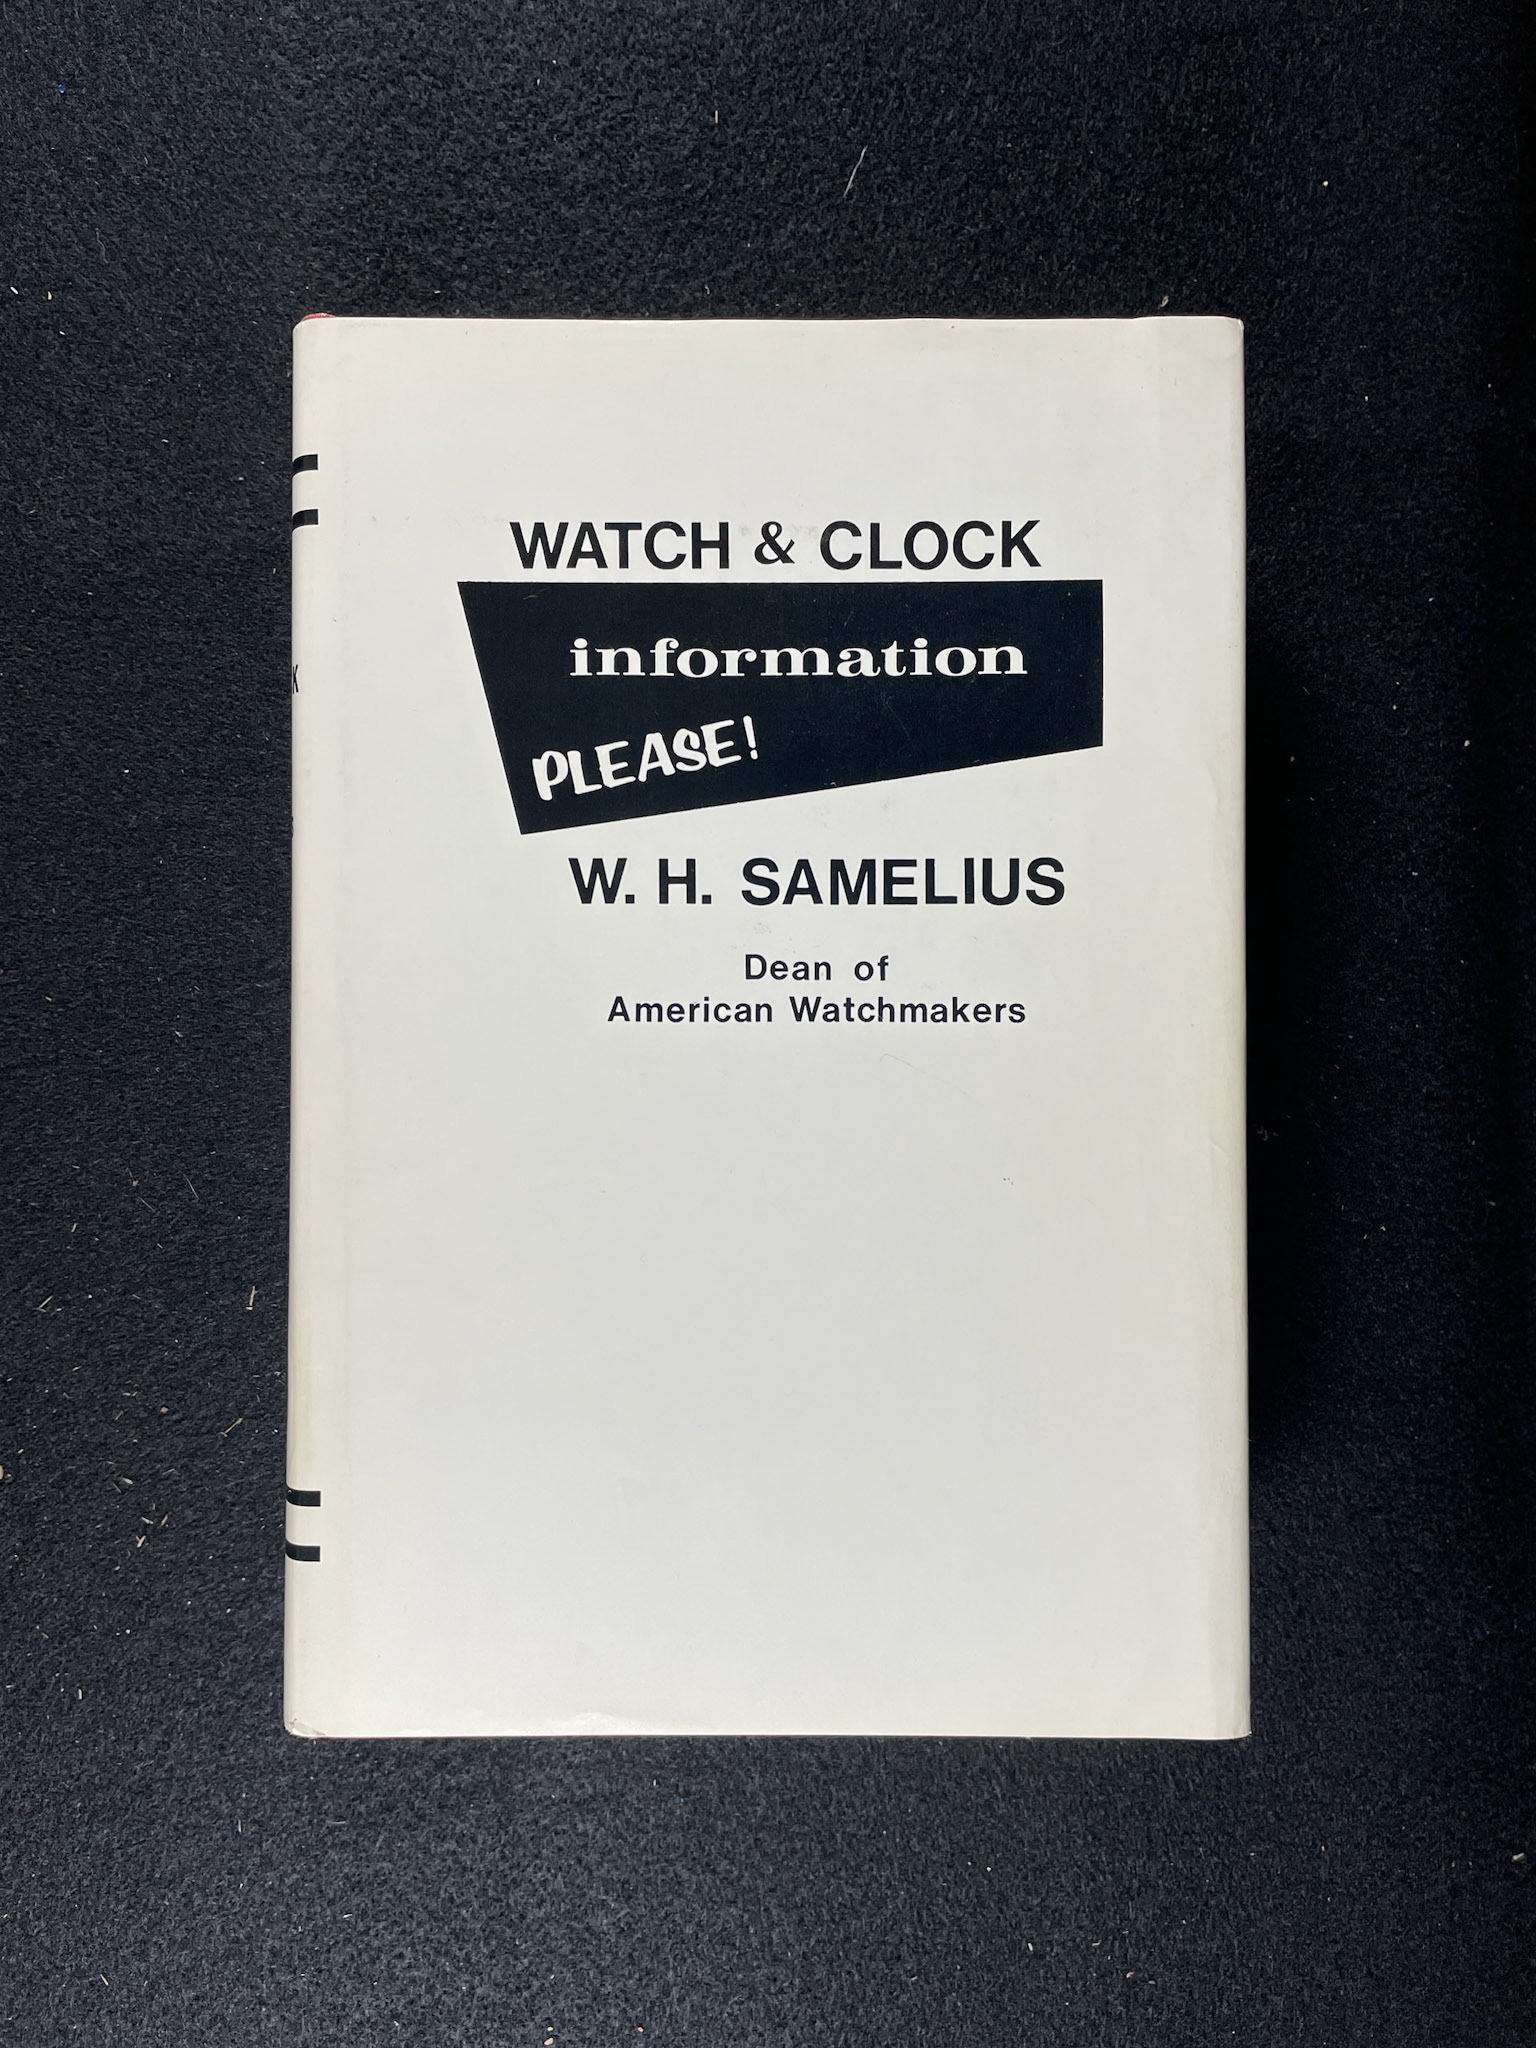 WATCH & CLOCK
information
PLEASE!
W. H. SAMELIUS
Dean of
American Watchmakers